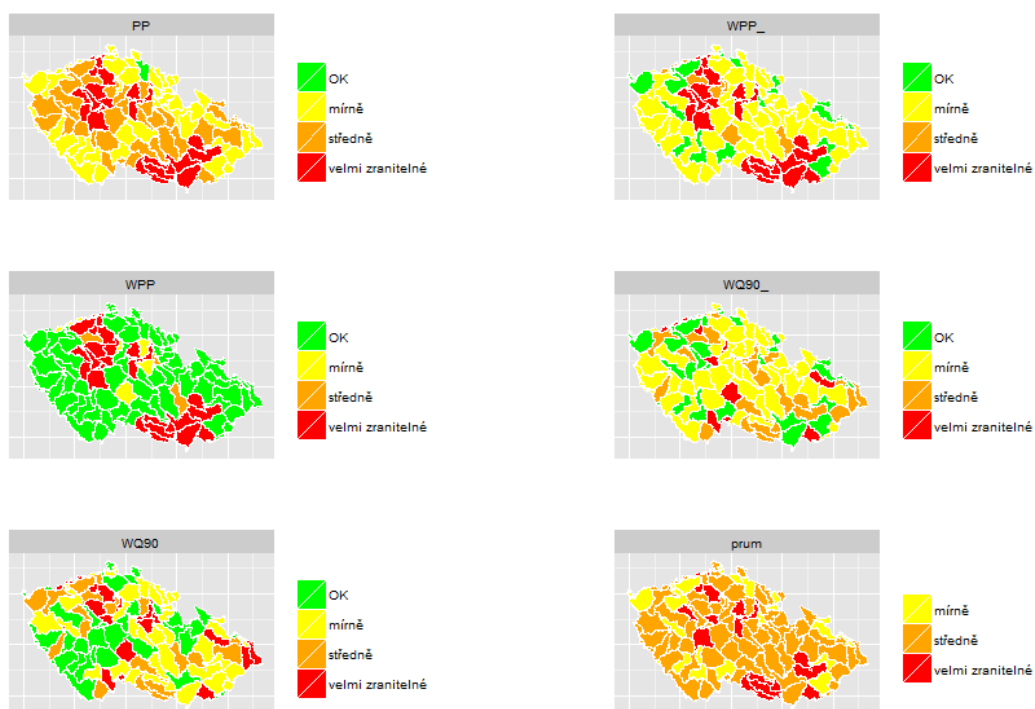 PP
OK
mírně
středně
velmi zranitelné
WPP_
OK
mírně
středně
velmi zranitelné
WPP
OK
mírně
středně
velmi zranitelné
WQ90_
OK
mírně
středně
velmi zranitelné
WQ90
OK
mírně
středně
velmi zranitelné
prum
mírně
středně
velmi zranitelné